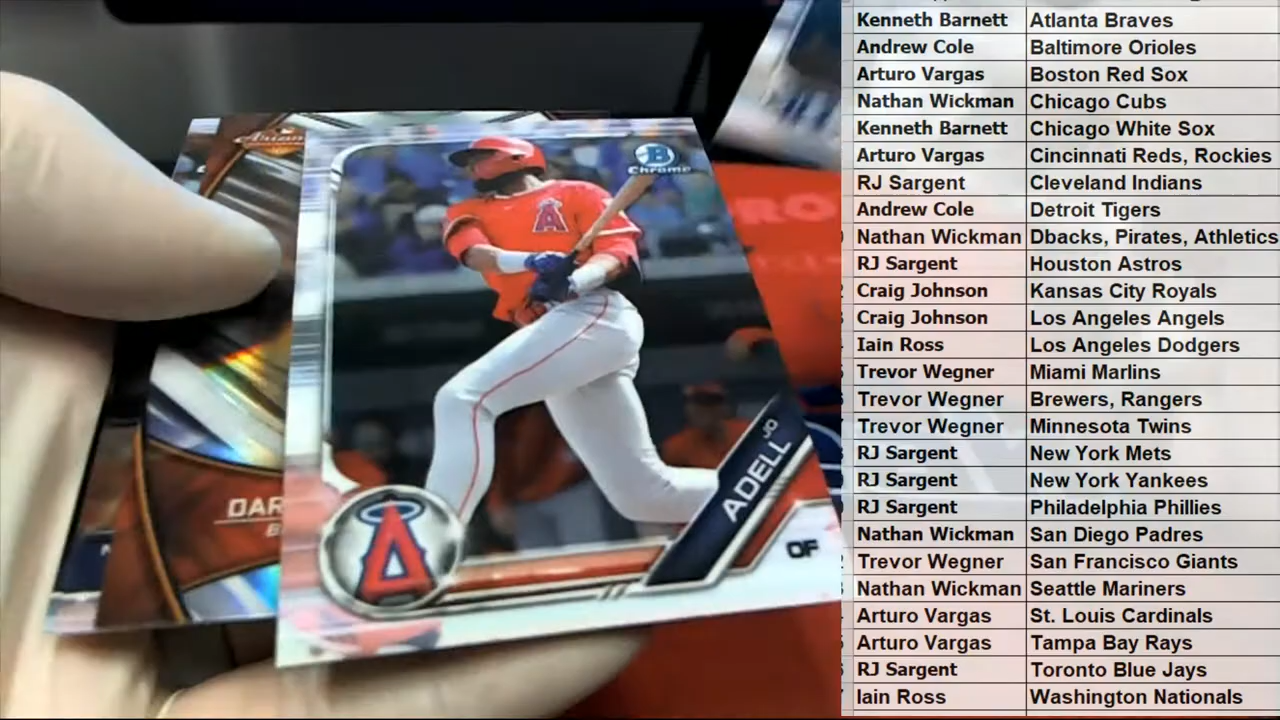 Kenneth Barnett Atlanta Braves
Andrew Cole Baltimore Orioles
Arturo Vargas Boston Red Sox
Nathan Wickman Chicago Cubs
Kenneth Barnett Chicago White Sox
Arturo Vargas Cincinnati Reds, Rockies
RJ Sargent Cleveland Indians
Andrew Cole Detroit Tigers
Nathan Wickman Dbacks, Pirates, Athletics
RJ Sargent Houston Astros
Craig Johnson Kansas City Royals
Craig Johnson Los Angeles Angels
Iain Ross Los Angeles Dodgers
Trevor Wegner Miami Marlins
Trevor Wegner Brewers, Rangers
Trevor Wegner Minnesota Twins
RJ Sargent New York Mets
RJ Sargent New York Yankees
RJ Sargent Philadelphia Phillies
Nathan Wickman San Diego Padres
Trevor Wegner San Francisco Giants
Nathan Wickman Seattle Mariners
Arturo Vargas St. Louis Cardinals
Arturo Vargas Tampa Bay Rays
RJ Sargent Toronto Blue Jays
Iain Ross Washington Nationals
B
Chrome
A
JO
ADELL
OF
A
DAR
PRO